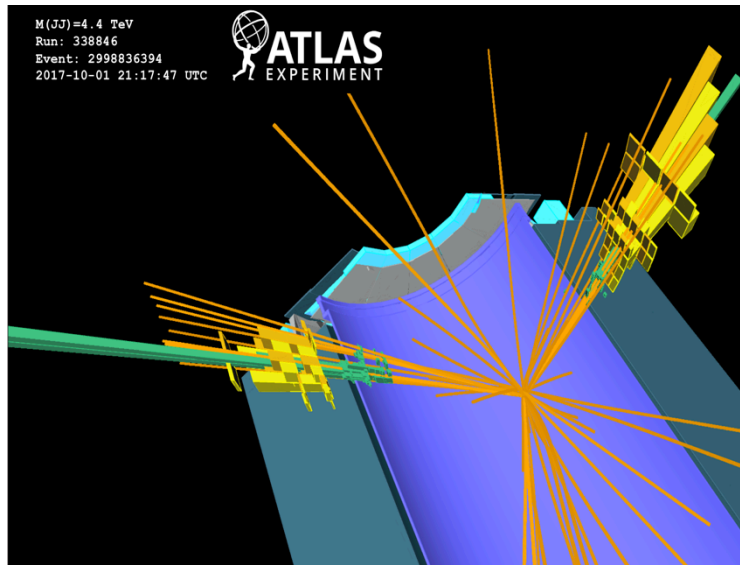 M(JJ)=4.4 TeV
Run: 338846
Event: 2998836394
2017-10-01 21:17:47 UTC
ATLAS
EXPERIMENT